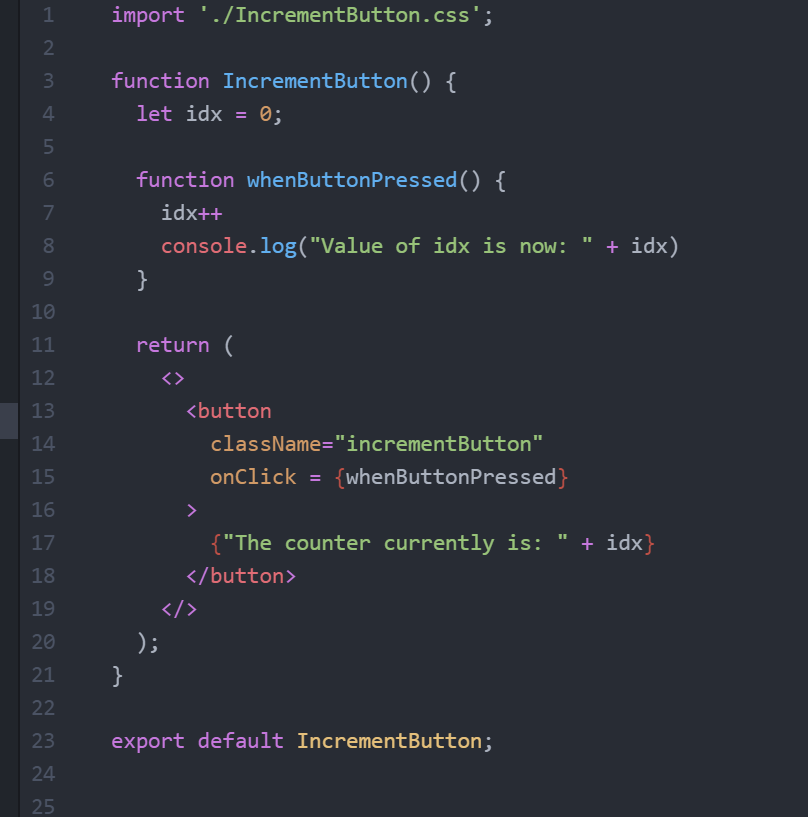 1 import './IncrementButton.css';
2
3 function IncrementButton() {
4 let idx = 0;
5
6 function whenButtonPressed() {
7 idx++
8 console.log("Value of idx is now: " + idx)
9 }
10
11 return (
12 <>
13 <button
14 className="incrementButton"
15 onClick = {whenButtonPressed}
16 >
17 {"The counter currently is: " + idx}
18 </button>
19 </>
20 );
21 }
22
23 export default IncrementButton;
24
25